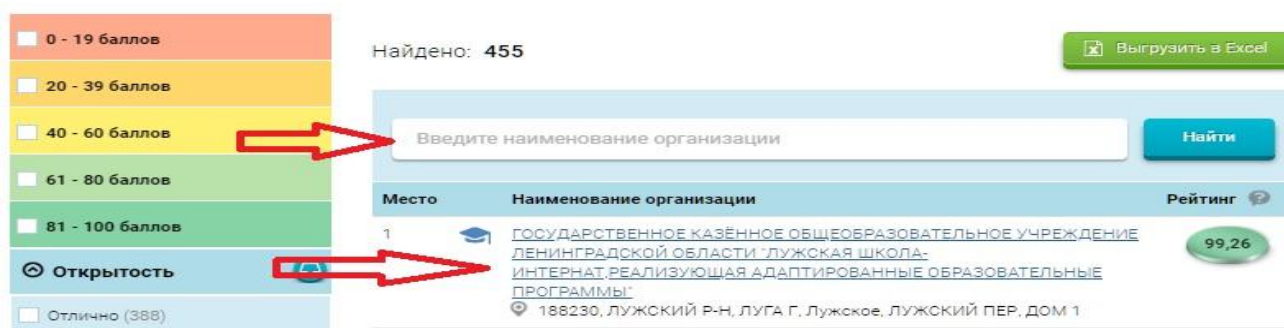 0 - 19 баллов
20 - 39 баллов
40 - 60 баллов
61 - 80 баллов
81 - 100 баллов
Открытость
Отлично (388)
Найдено: 455
Выгрузить в Excel
Введите наименование организации
Найти
Место Наименование организации Рейтинг
1 ГОСУДАРСТВЕННОЕ КАЗЁННОЕ ОБЩЕОБРАЗОВАТЕЛЬНОЕ УЧРЕЖДЕНИЕ
ЛЕНИНГРАДСКОЙ ОБЛАСТИ "ЛУЖСКАЯ ШКОЛА-
ИНТЕРНАТ,РЕАЛИЗУЮЩАЯ АДАПТИРОВАННЫЕ ОБРАЗОВАТЕЛЬНЫЕ
ПРОГРАММЫ"
99,26
188230, ЛУЖСКИЙ Р-Н, ЛУГА Г, Лужское, ЛУЖСКИЙ ПЕР, ДОМ 1